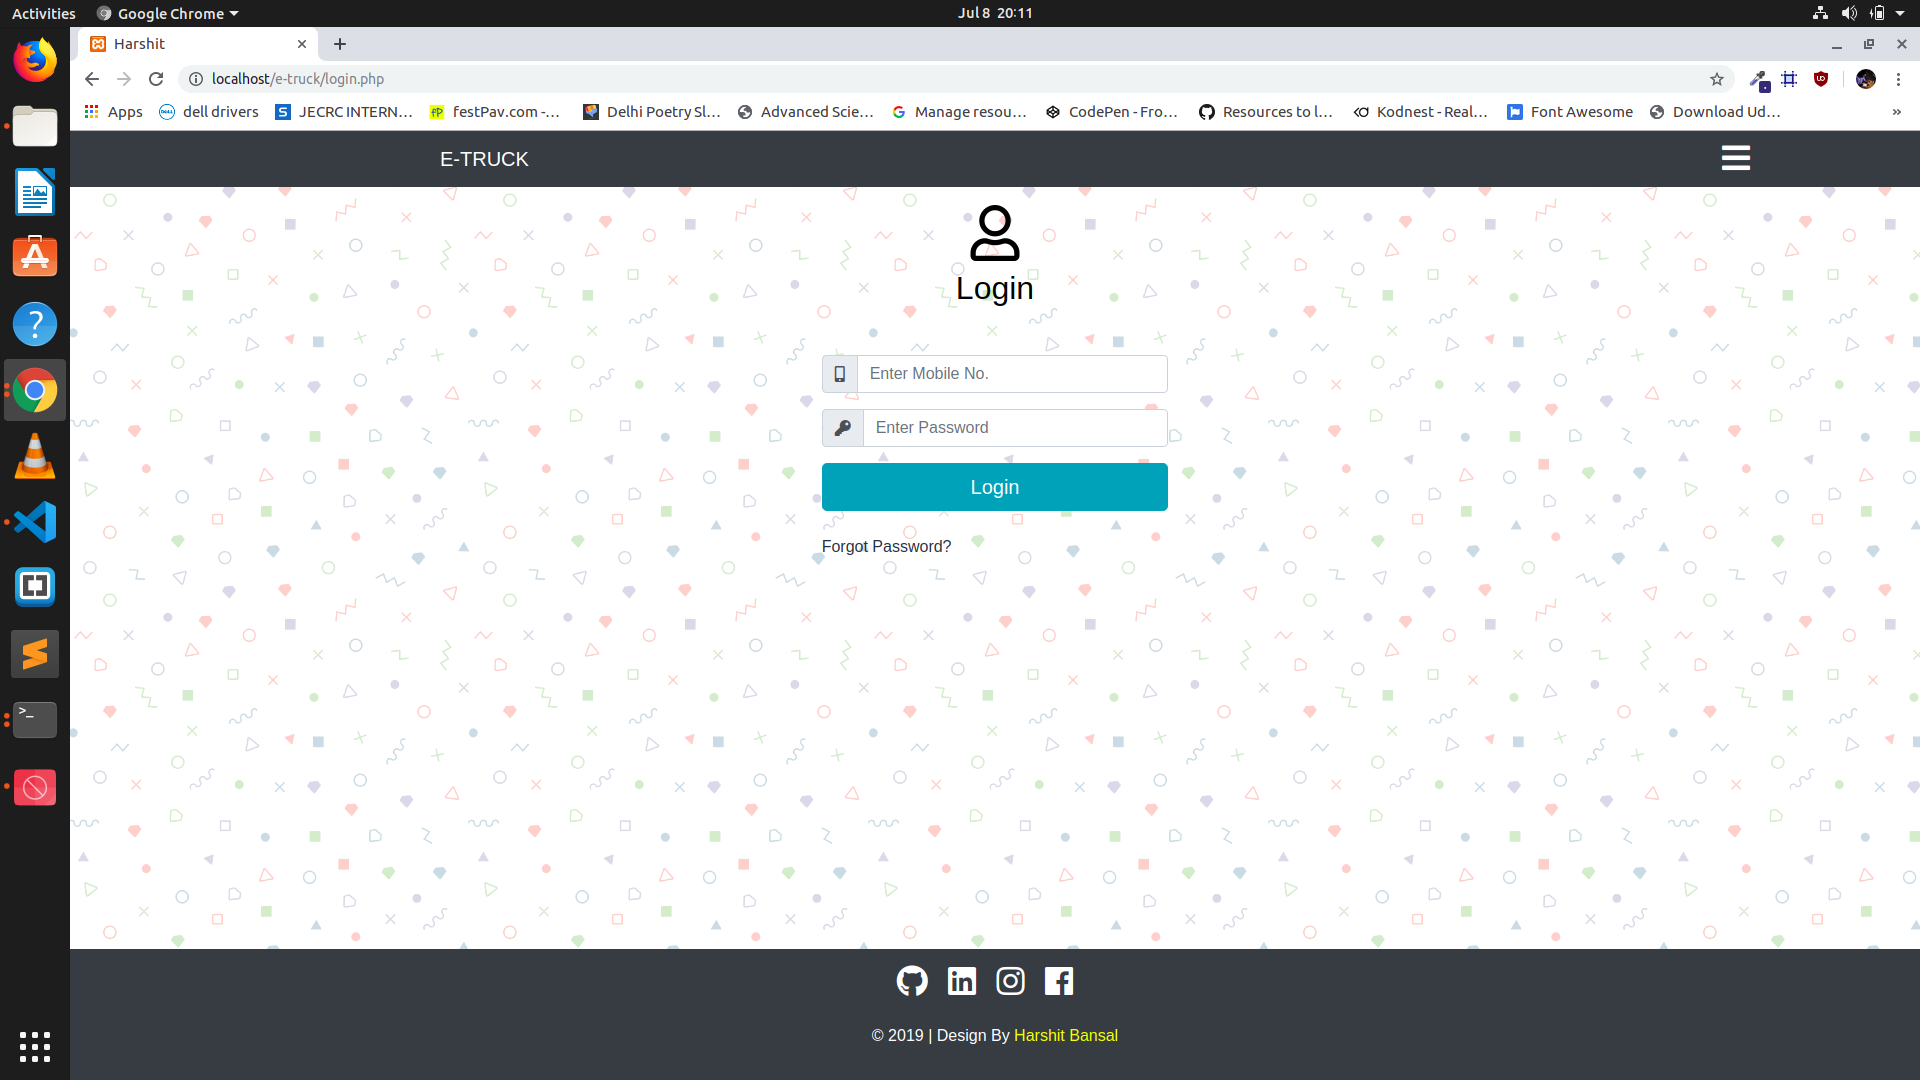 Activities
Google Chrome
Jul 8 20:11
Harshit
localhost/e-truck/login.php
Apps
dell drivers
JECRC INTERN…
festPav.com -…
Delhi Poetry Sl…
Advanced Scie…
Manage resou…
CodePen - Fro…
Resources to l…
Kodnest - Real…
Font Awesome
Download Ud…
»
E-TRUCK
Login
Enter Mobile No.
Enter Password
Login
Forgot Password?
© 2019 | Design By Harshit Bansal